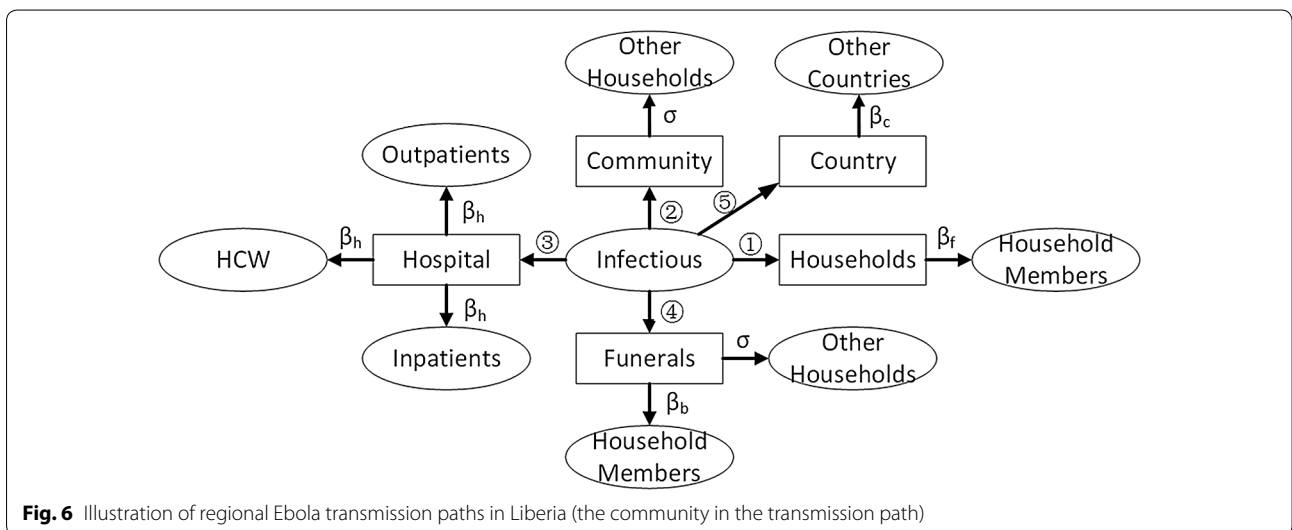 Other
Households
Other
Countries
σ
βc
Outpatients
Community
Country
βh
②
⑤
HCW
βh
Hospital
③
Infectious
①
Households
βf
Household
Members
βh
④
Inpatients
Funerals
σ
Other
Households
βb
Household
Members
Fig. 6 Illustration of regional Ebola transmission paths in Liberia (the community in the transmission path)